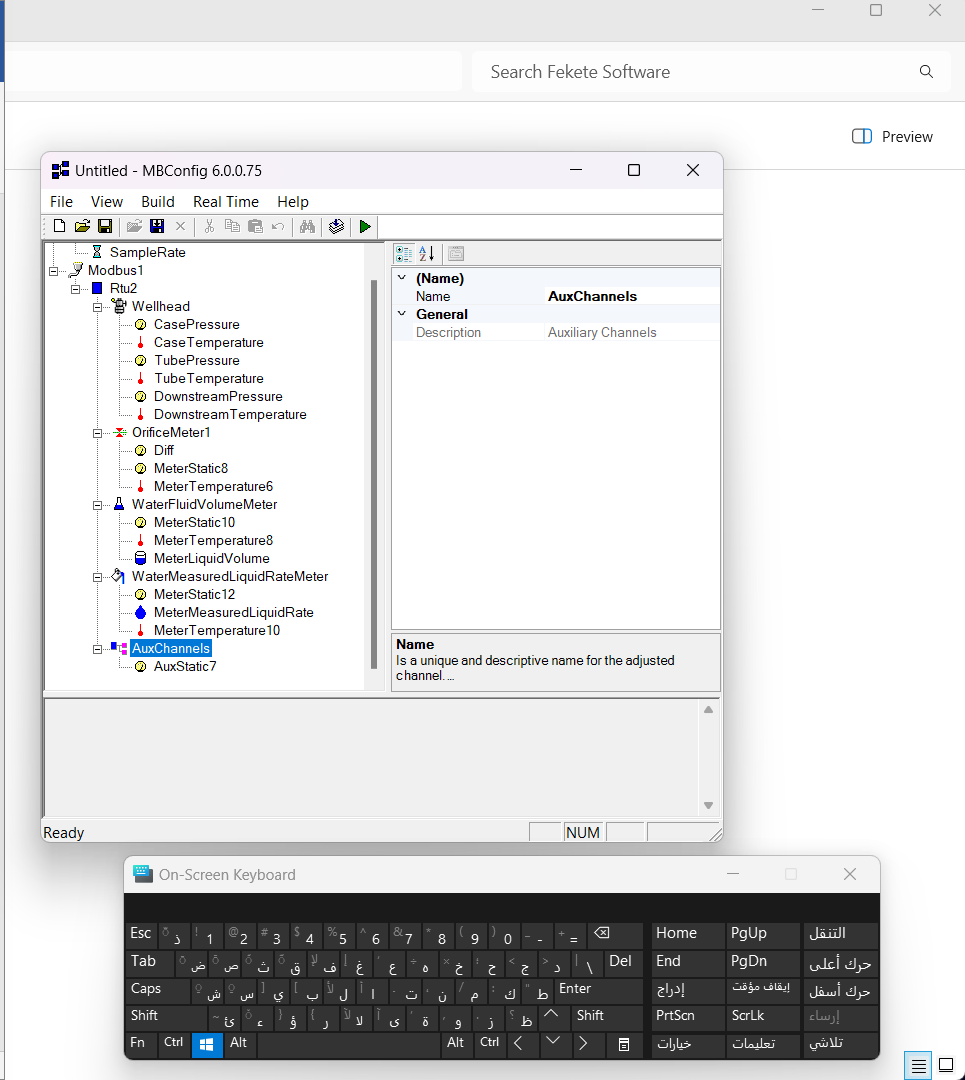 Search Fekete Software
Preview
Untitled - MBConfig 6.0.0.75
File View Build Real Time Help
SampleRate
Modbus1
Rtu2
Wellhead
CasePressure
CaseTemperature
TubePressure
TubeTemperature
DownstreamPressure
DownstreamTemperature
OrificeMeter1
Diff
MeterStatic8
MeterTemperature6
WaterFluidVolumeMeter
MeterStatic10
MeterTemperature8
MeterLiquidVolume
WaterMeasuredLiquidRateMeter
MeterStatic12
MeterMeasuredLiquidRate
MeterTemperature10
AuxChannels
AuxStatic7
(Name)
Name AuxChannels
General
Description Auxiliary Channels
Name
Is a unique and descriptive name for the adjusted
channel....
Ready NUM
On-Screen Keyboard
Esc ذ ! 1 @ 2 # 3 $ 4 % 5 ^ 6 & 7 * 8 ( 9 ) 0 _ - + = Home PgUp التنقل
Tab ض ص ث ق ف غ ع ه خ ح ج د | \ Del End PgDn حرك أعلى
Caps ش س ي ب ل ا ت ن م ك ط Enter إدراج إيقاف مؤقت حرك أسفل
Shift ئ ء ؤ ر لا ى ة و ز ظ Shift PrtScn ScrLk إرساء
Fn Ctrl Alt Alt Ctrl خيارات تعليمات تلاشي